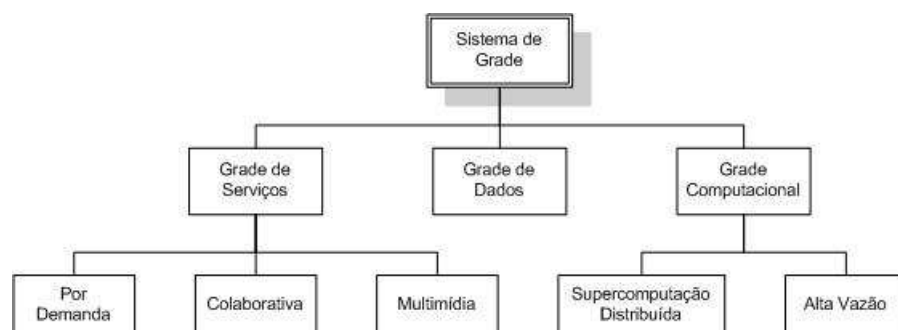 Sistema de
Grade
Grade de
Serviços
Grade de
Dados
Grade
Computacional
Por
Demanda
Colaborativa
Multimídia
Supercomputação
Distribuída
Alta Vazão